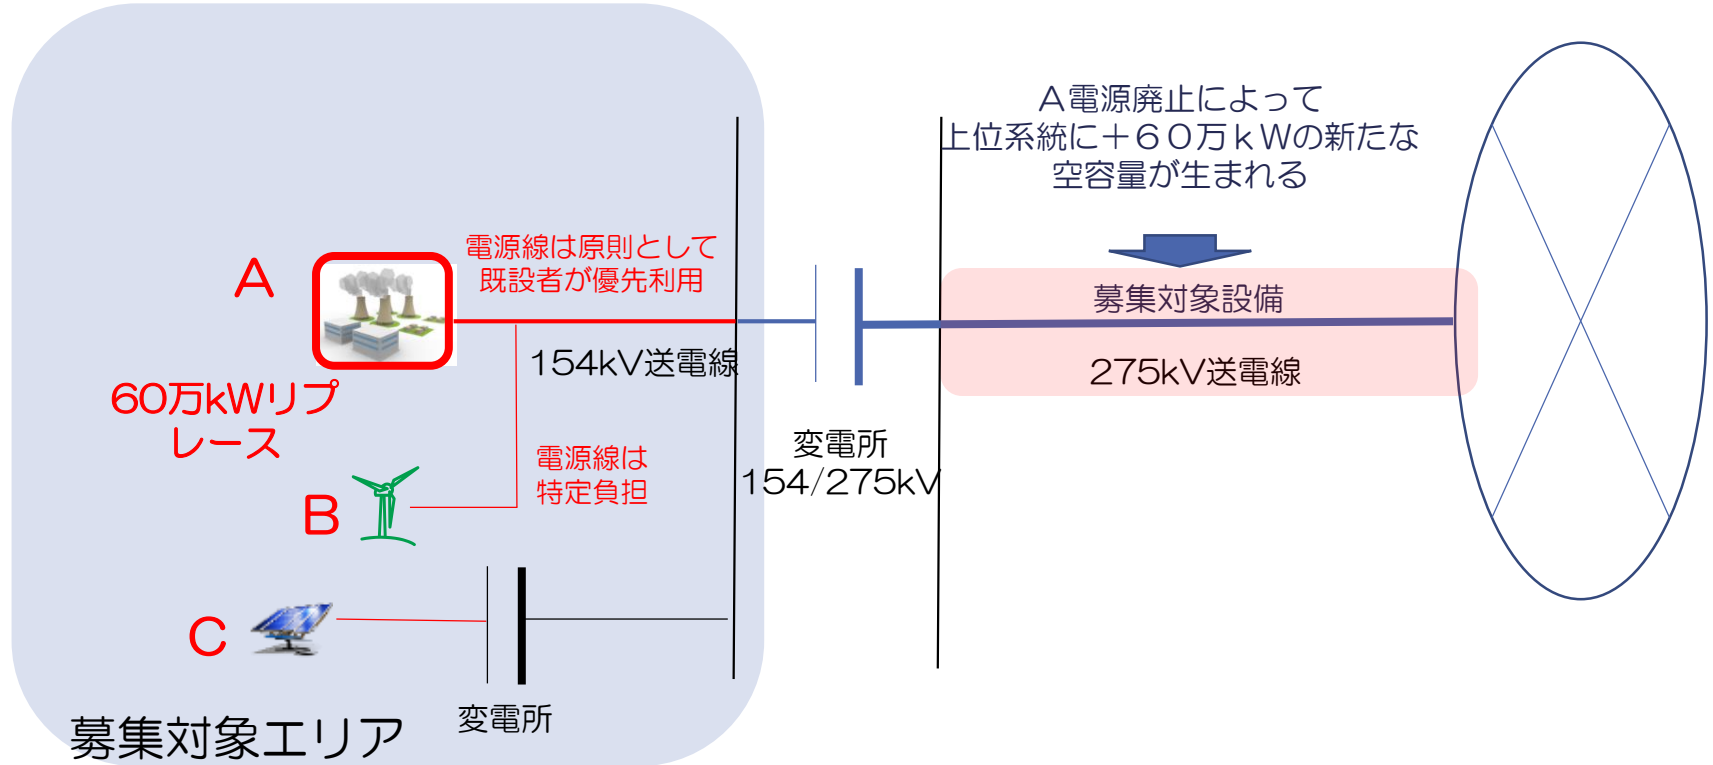 A電源廃止によって
上位系統に+60万kWの新たな
空容量が生まれる
A
電源線は原則として
既設者が優先利用
募集対象設備
154kV送電線
275kV送電線
60万kWリプ
レース
電源線は
特定負担
変電所
154/275kV
B
C
変電所
募集対象エリア